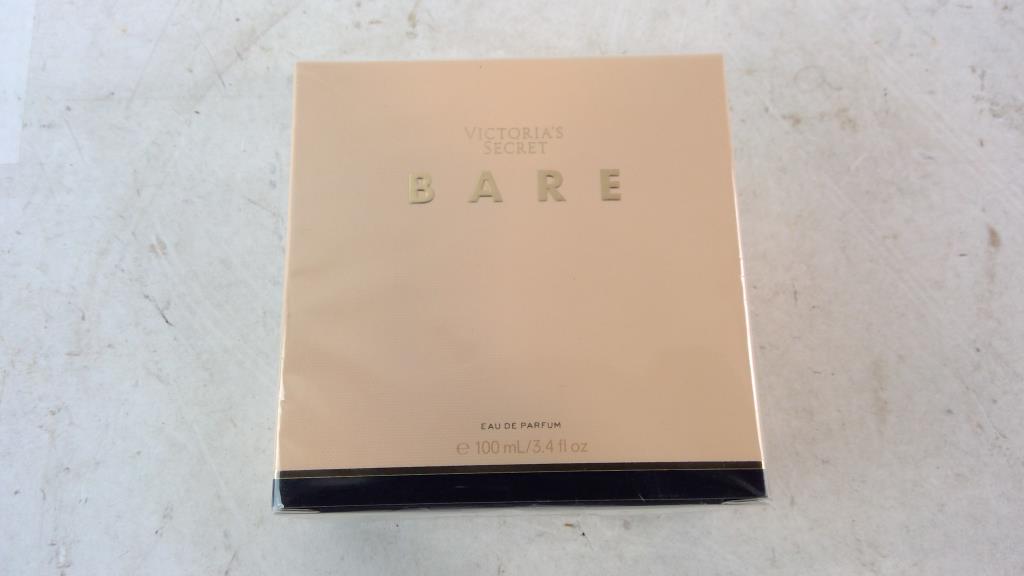 VICTORIA'S
SECRET
BARE
EAU DE PARFUM
℮ 100 mL/3.4 fl oz